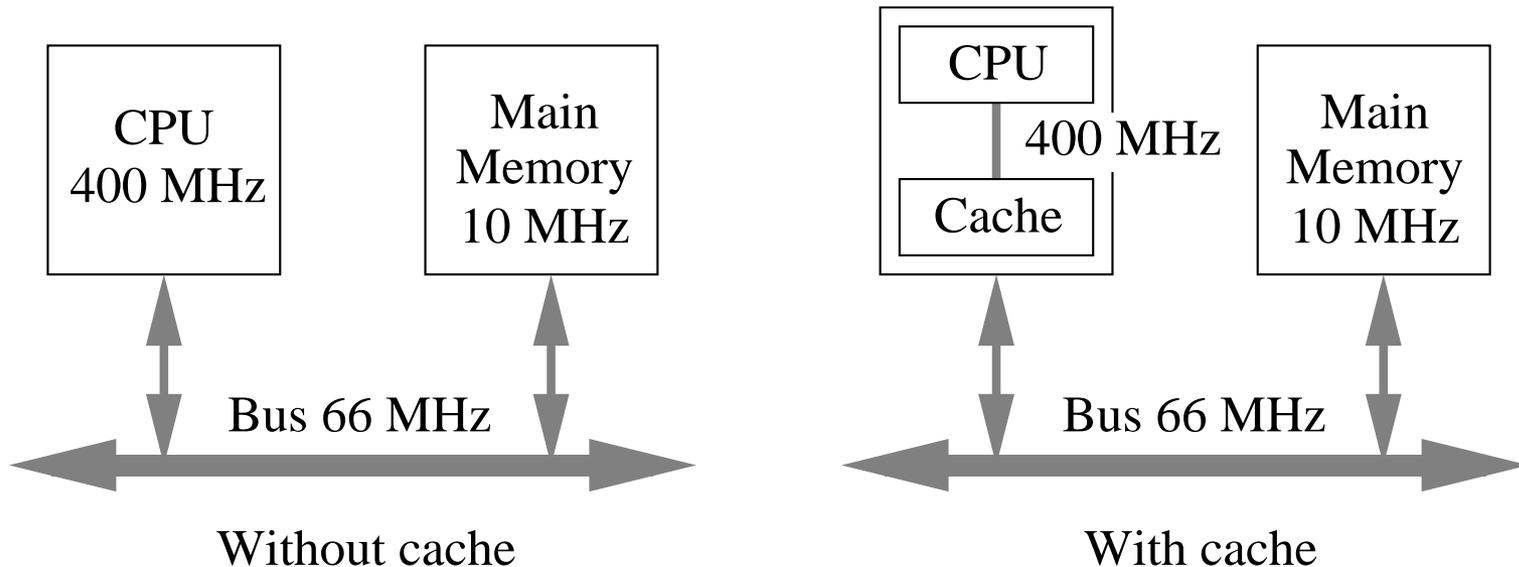 CPU
400 MHz
Main
Memory
10 MHz
Bus 66 MHz
Without cache
CPU
400 MHz
Cache
Main
Memory
10 MHz
Bus 66 MHz
With cache